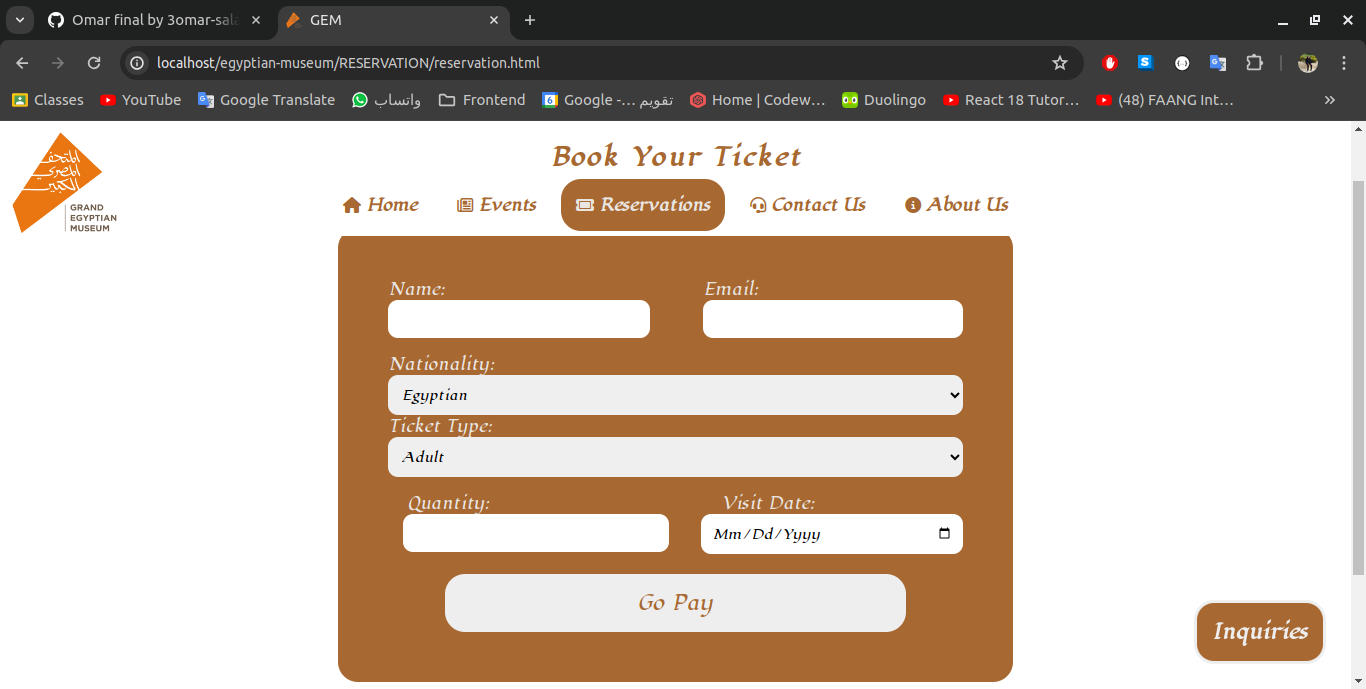 Omar final by 3omar-sala
GEM
localhost/egyptian-museum/RESERVATION/reservation.html
Classes YouTube Google Translate واتساب Frontend Google -... تقويم Home | Codew... Duolingo React 18 Tutor... (48) FAANG Int...
المتحف
المصري
الكبير
GRAND
EGYPTIAN
MUSEUM
Book Your Ticket
Home Events Reservations Contact Us About Us
Name: Email:
Nationality:
Egyptian
Ticket Type:
Adult
Quantity: Visit Date:
Mm/Dd/Yyyy
Go Pay
Inquiries